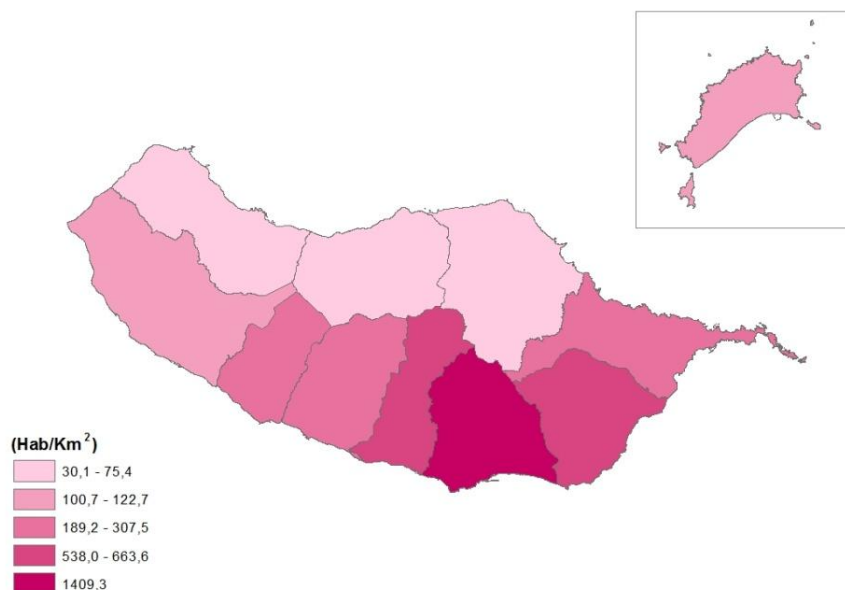 (Hab/Km²)
30,1 - 75,4
100,7 - 122,7
189,2 - 307,5
538,0 - 663,6
1409,3